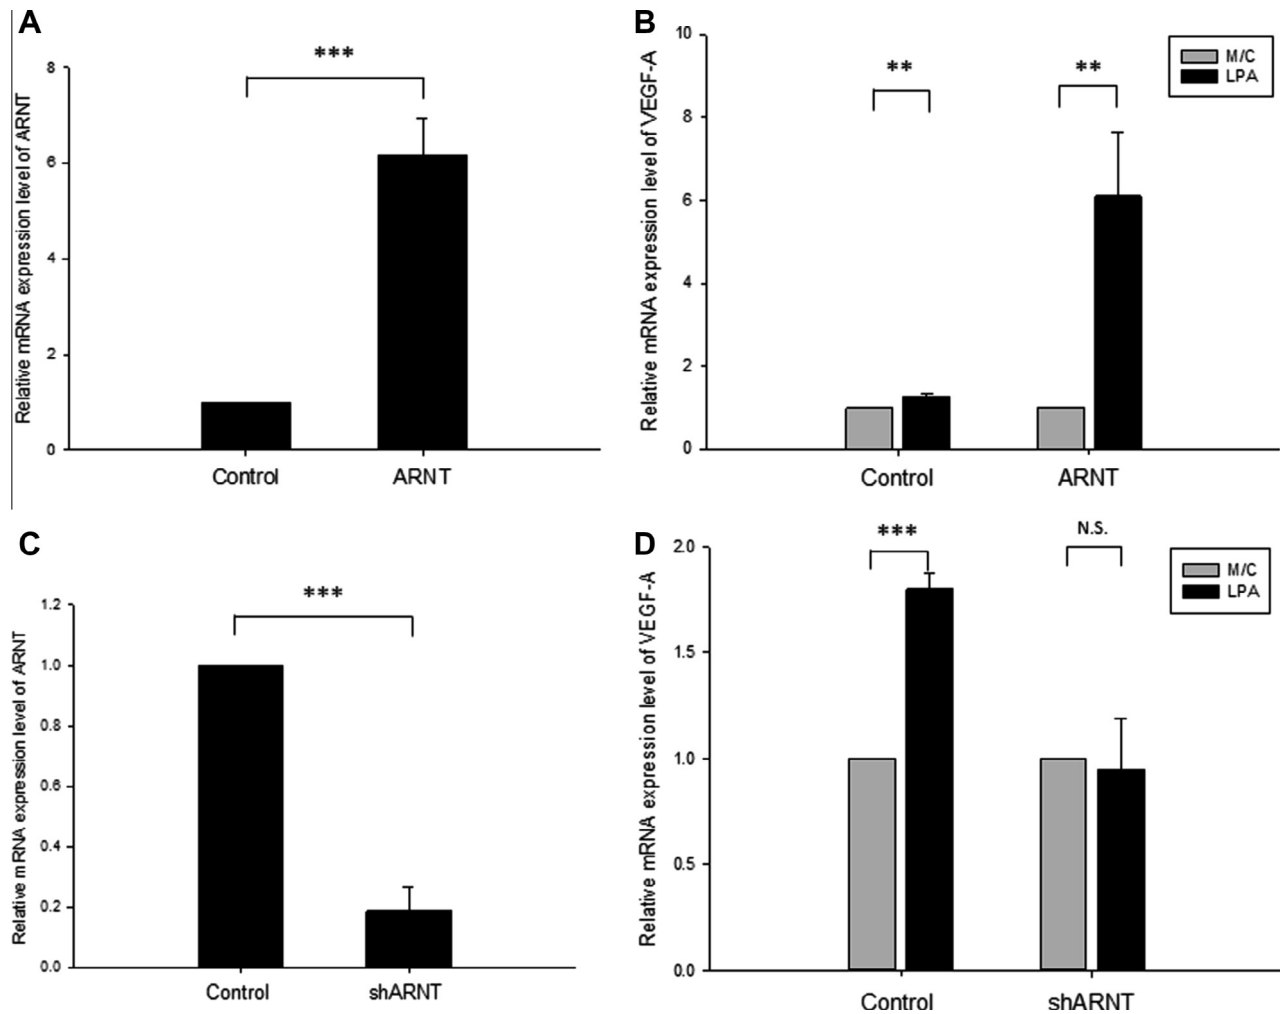 A
Relative mRNA expression level of ARNT
8
6
4
2
0
***
Control
ARNT
B
Relative mRNA expression level of VEGF-A
10
8
6
4
2
0
**
**
M/C
LPA
Control
ARNT
C
Relative mRNA expression level of ARNT
1.2
1.0
0.8
0.6
0.4
0.2
0.0
***
Control
shARNT
D
Relative mRNA expression level of VEGF-A
2.0
1.5
1.0
0.5
0.0
***
N.S.
M/C
LPA
Control
shARNT